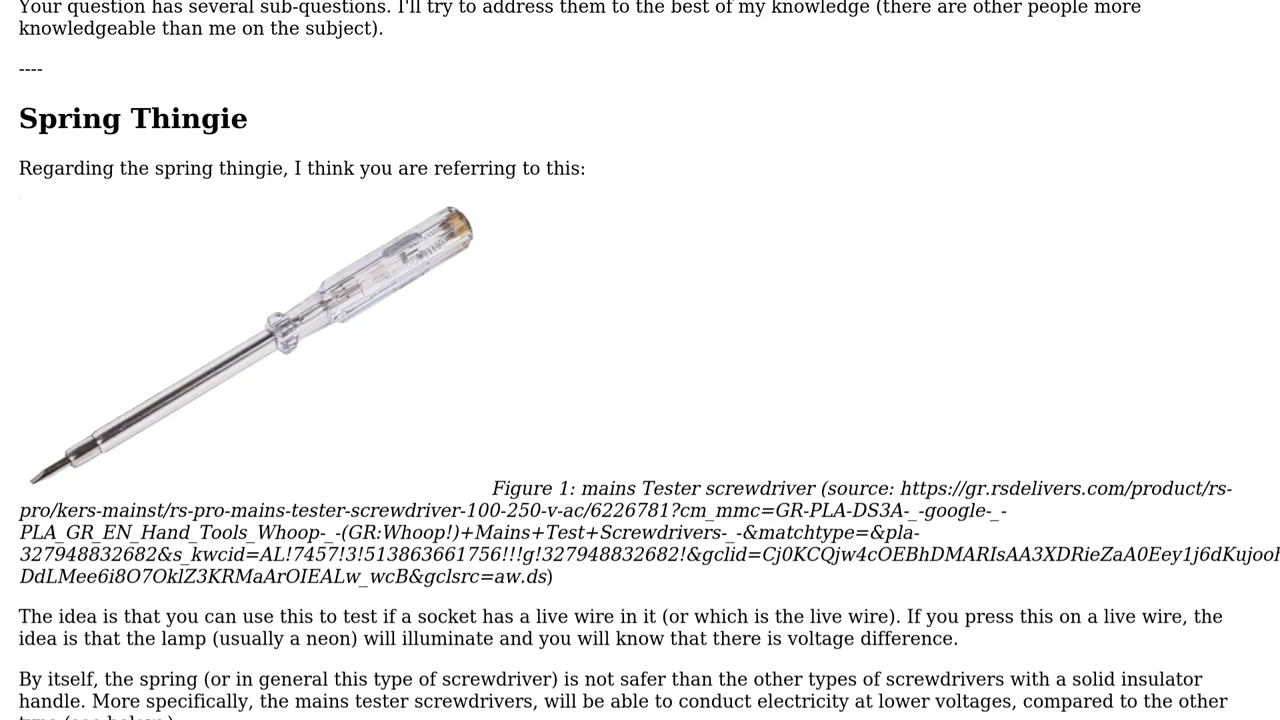 Your question has several sub-questions. I'll try to address them to the best of my knowledge (there are other people more
knowledgeable than me on the subject).
----
Spring Thingie
Regarding the spring thingie, I think you are referring to this:
Figure 1: mains Tester screwdriver (source: https://gr.rsdelivers.com/product/rs-
pro/kers-mainst/rs-pro-mains-tester-screwdriver-100-250-v-ac/6226781?cm_mmc=GR-PLA-DS3A-_-google-_-
PLA_GR_EN_Hand_Tools_Whoop-_-(GR:Whoop!)+Mains+Test+Screwdrivers-_-&matchtype=&pla-
327948832682&s_kwcid=AL!7457!3!513863661756!!!g!327948832682!&gclid=Cj0KCQjw4cOEBhDMARIsAA3XDRieZaA0Eey1j6dKujoo
DdLMee6i8O7OklZ3KRMaArOIEALw_wcB&gclsrc=aw.ds)
The idea is that you can use this to test if a socket has a live wire in it (or which is the live wire). If you press this on a live wire, the
idea is that the lamp (usually a neon) will illuminate and you will know that there is voltage difference.
By itself, the spring (or in general this type of screwdriver) is not safer than the other types of screwdrivers with a solid insulator
handle. More specifically, the mains tester screwdrivers, will be able to conduct electricity at lower voltages, compared to the other